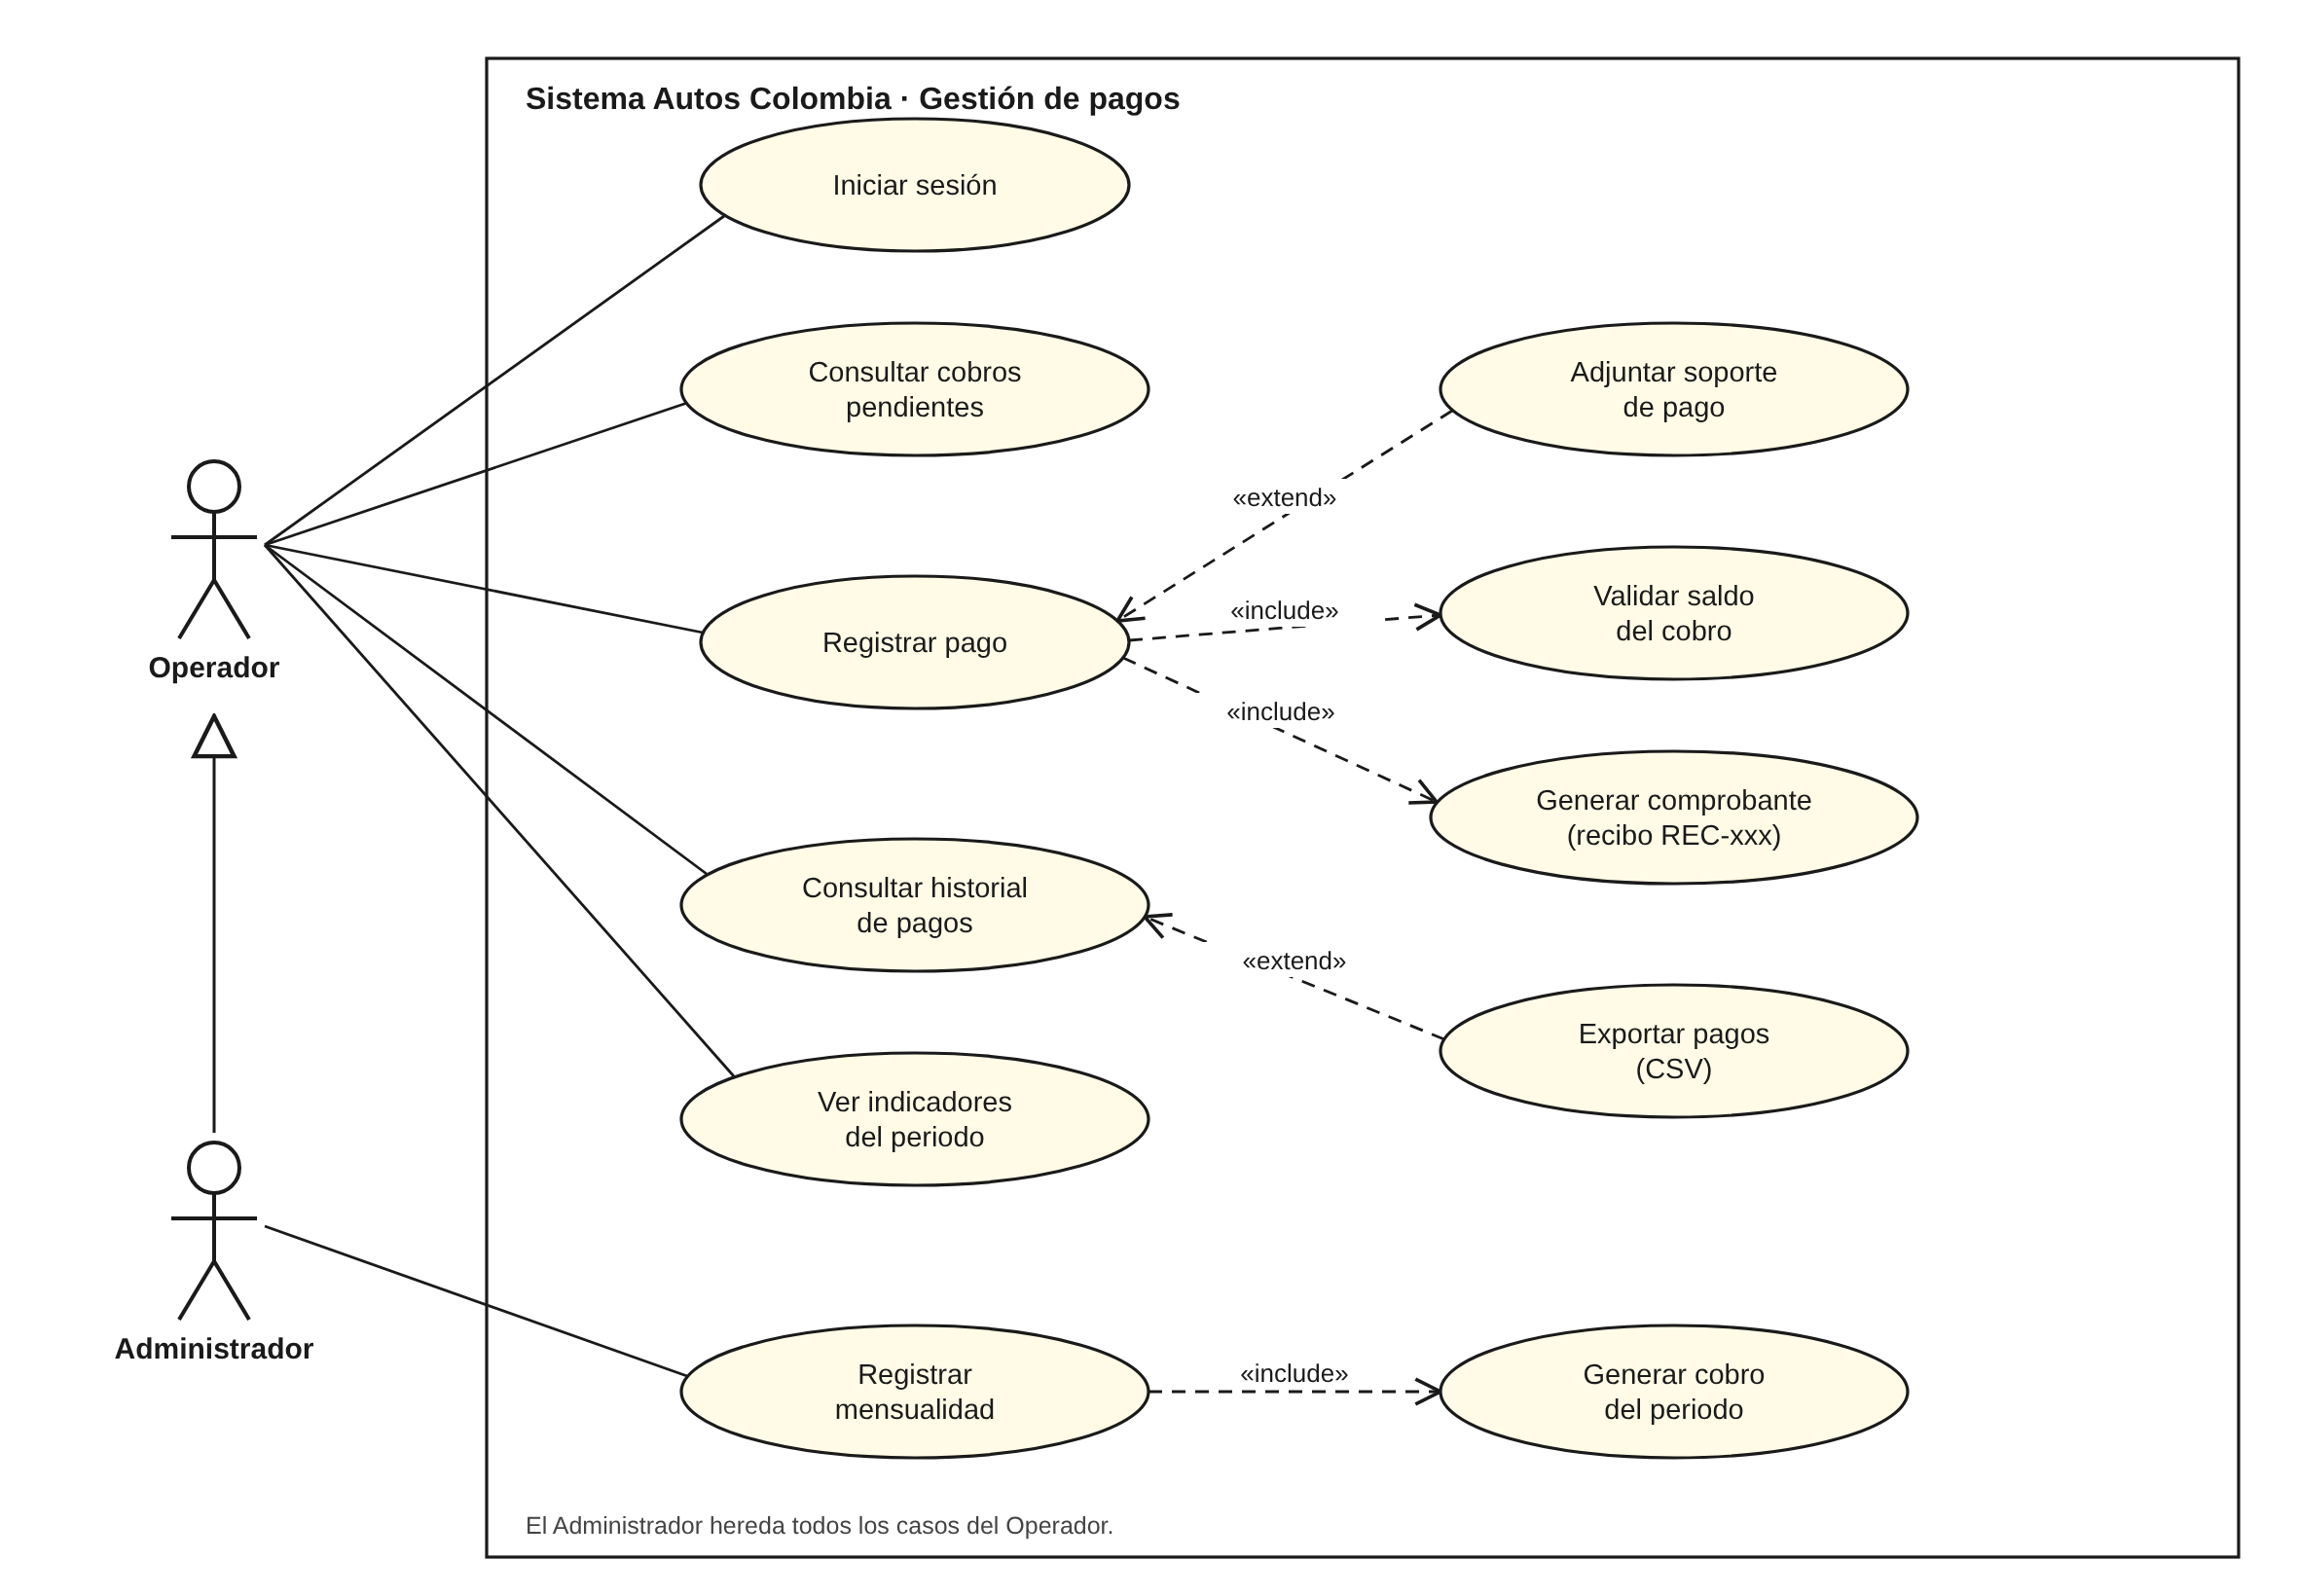 Sistema Autos Colombia · Gestión de pagos
Iniciar sesión
Consultar cobros
pendientes
Adjuntar soporte
de pago
«extend»
Operador
Registrar pago
«include»
Validar saldo
del cobro
«include»
Generar comprobante
(recibo REC-xxx)
Consultar historial
de pagos
«extend»
Exportar pagos
(CSV)
Ver indicadores
del periodo
Administrador
Registrar
mensualidad
«include»
Generar cobro
del periodo
El Administrador hereda todos los casos del Operador.